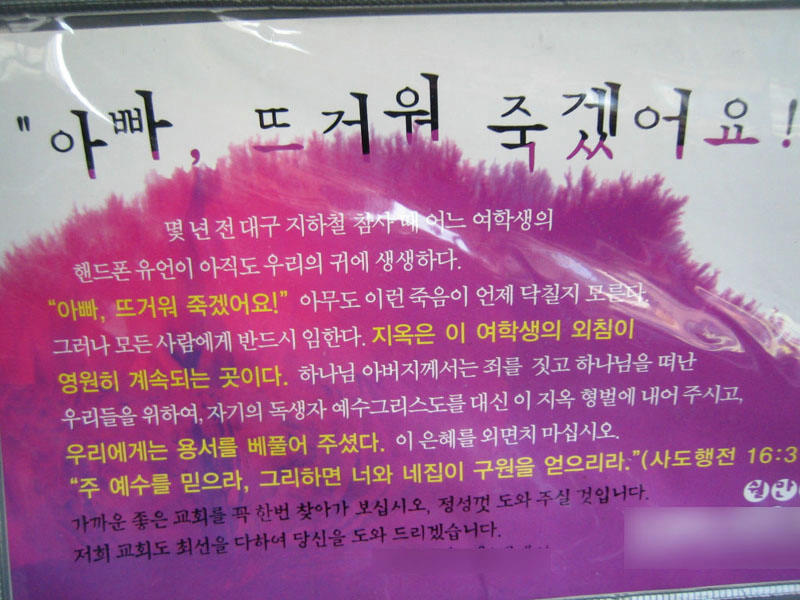 "아빠, 뜨거워 죽겠어요!
몇 년 전 대구 지하철 참사 때 어느 여학생의
핸드폰 유언이 아직도 우리의 귀에 생생하다.
“아빠, 뜨거워 죽겠어요!” 아무도 이런 죽음이 언제 닥칠지 모른다.
그러나 모든 사람에게 반드시 임한다. 지옥은 이 여학생의 외침이
영원히 계속되는 곳이다. 하나님 아버지께서는 죄를 짓고 하나님을 떠난
우리들을 위하여, 자기의 독생자 예수그리스도를 대신 이 지옥 형벌에 내어 주시고,
우리에게는 용서를 베풀어 주셨다. 이 은혜를 외면치 마십시오.
“주 예수를 믿으라, 그리하면 너와 네집이 구원을 얻으리라.”(사도행전 16:3
가까운 좋은 교회를 꼭 한번 찾아가 보십시오, 정성껏 도와 주실 것입니다.
저희 교회도 최선을 다하여 당신을 도와 드리겠습니다.